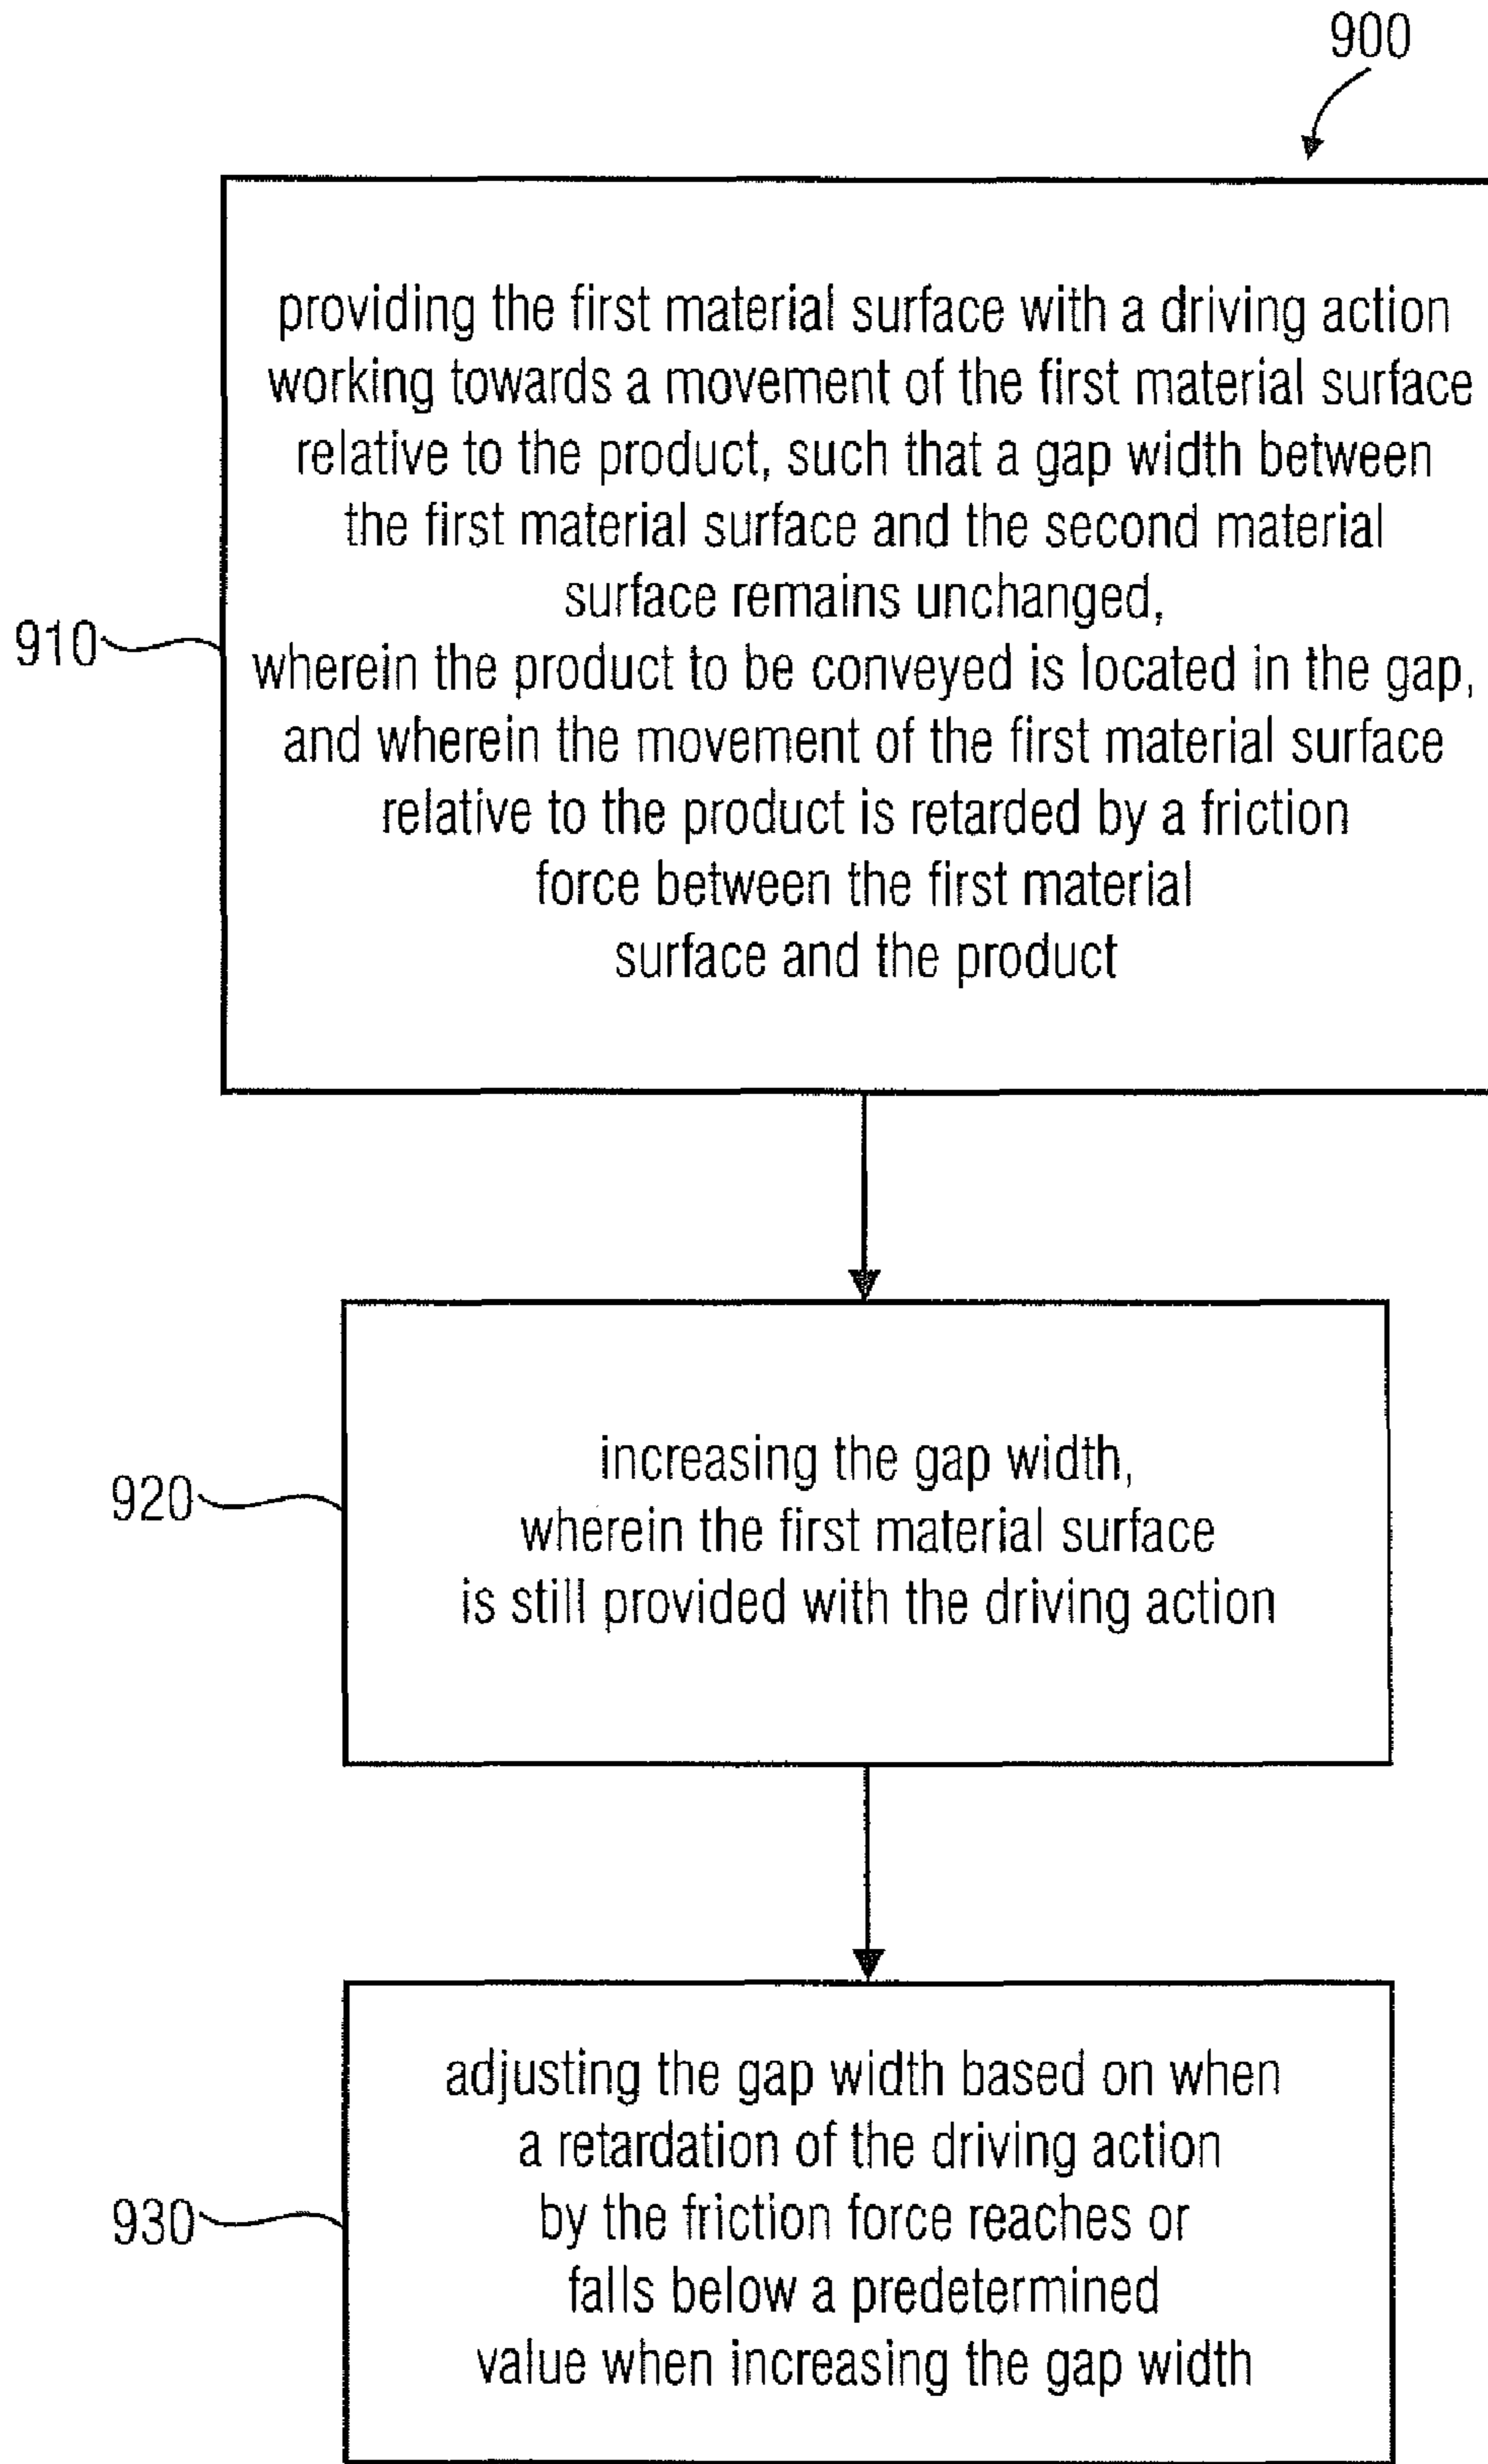 900
providing the first material surface with a driving action
working towards a movement of the first material surface
relative to the product, such that a gap width between
the first material surface and the second material
surface remains unchanged,
910
wherein the product to be conveyed is located in the gap,
and wherein the movement of the first material surface
relative to the product is retarded by a friction
force between the first material
surface and the product
920
increasing the gap width,
wherein the first material surface
is still provided with the driving action
930
adjusting the gap width based on when
a retardation of the driving action
by the friction force reaches or
falls below a predetermined
value when increasing the gap width